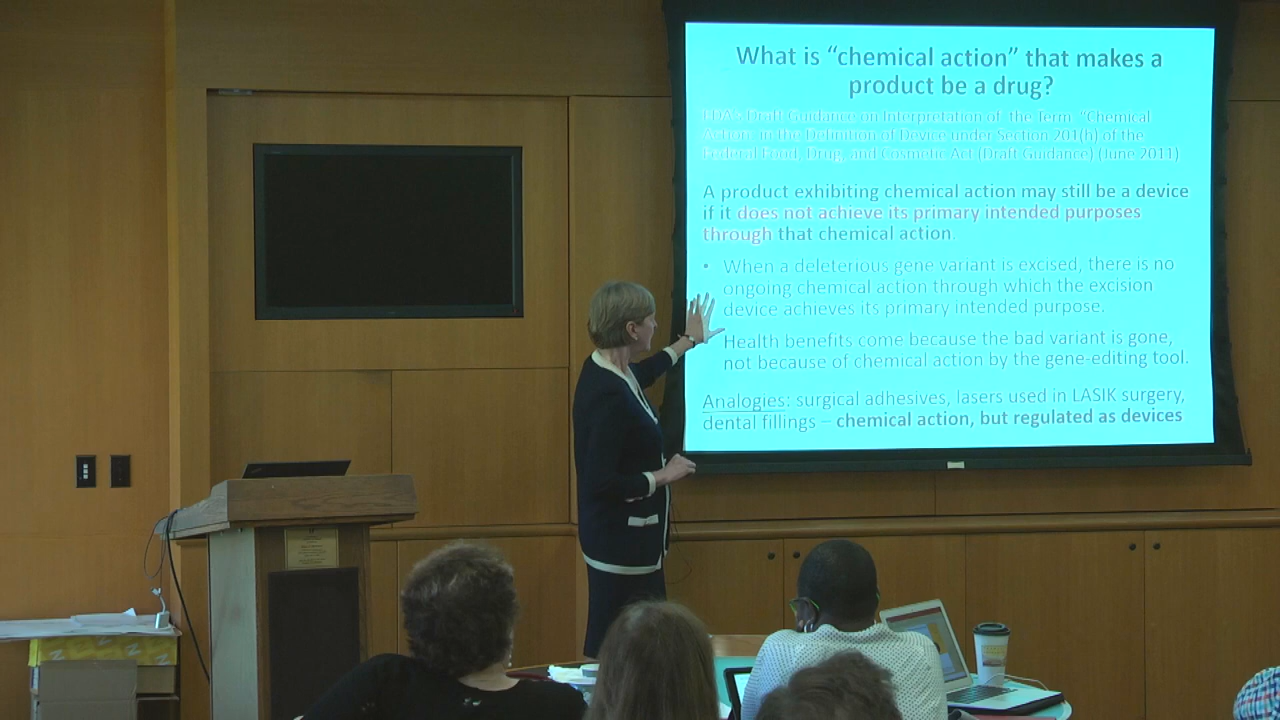 What is “chemical action” that makes a
product be a drug?
FDA's Draft Guidance on Interpretation of the Term “Chemical
Action” in the Definition of Device under Section 201(h) of the
Federal Food, Drug, and Cosmetic Act (Draft Guidance) (June 2011)
A product exhibiting chemical action may still be a device
if it does not achieve its primary intended purposes
through that chemical action.
• When a deleterious gene variant is excised, there is no
ongoing chemical action through which the excision
device achieves its primary intended purpose.
Health benefits come because the bad variant is gone,
not because of chemical action by the gene-editing tool.
Analogies: surgical adhesives, lasers used in LASIK surgery,
dental fillings – chemical action, but regulated as devices